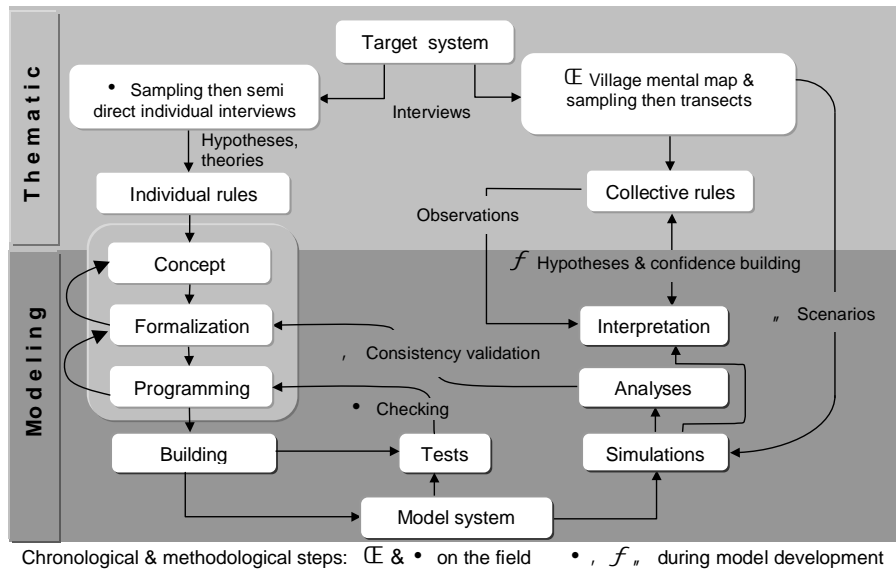 Target system
• Sampling then semi
direct individual interviews
Œ Village mental map &
sampling then transects
Interviews
Hypotheses,
theories
Thematic
Individual rules
Collective rules
Observations
Concept
ƒ Hypotheses & confidence building
Formalization
Interpretation
„ Scenarios
‚ Consistency validation
Modeling
Programming
Analyses
• Checking
Building
Tests
Simulations
Model system
Chronological & methodological steps: Œ & • on the field • ‚ ƒ „ during model development